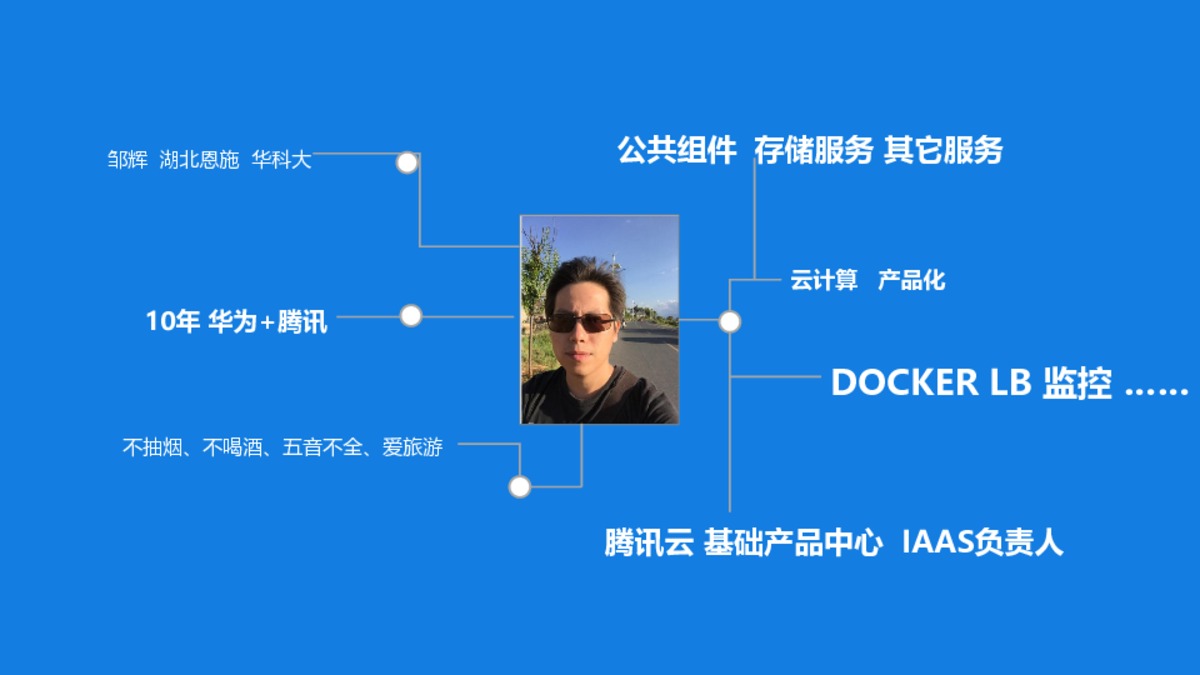 邹辉 湖北恩施 华科大
10年 华为+腾讯
不抽烟、不喝酒、五音不全、爱旅游
公共组件 存储服务 其它服务
云计算 产品化
DOCKER LB 监控 ……
腾讯云 基础产品中心 IAAS负责人